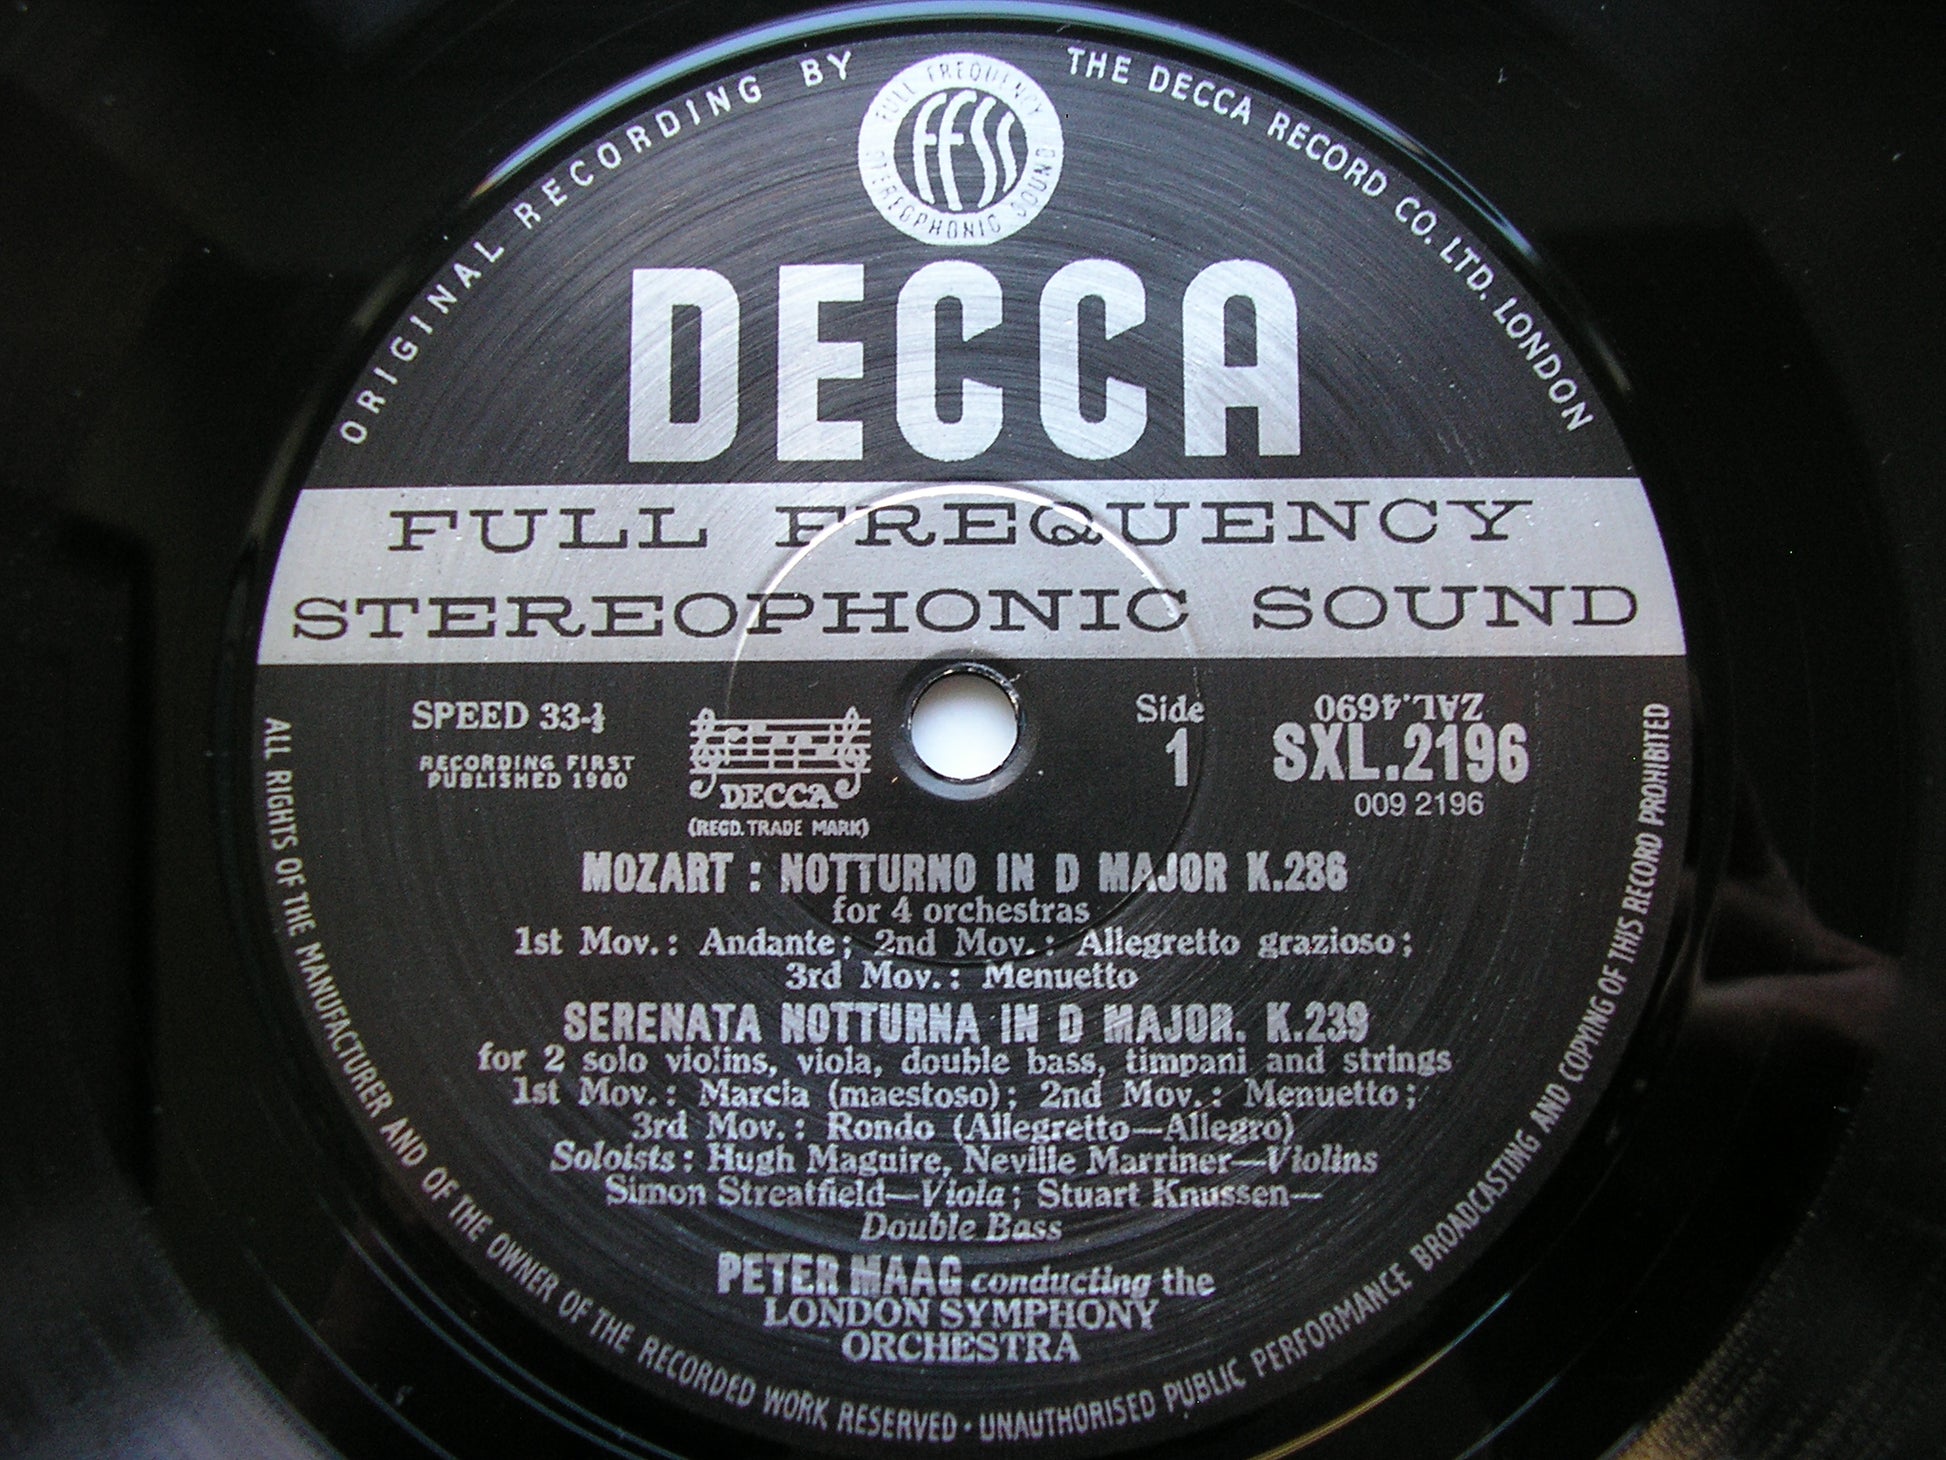 ORIGINAL RECORDING BY
THE DECCA RECORD CO. LTD. LONDON
FULL FREQUENCY
FFSS
STEREOPHONIC SOUND
DECCA
FULL FREQUENCY
STEREOPHONIC SOUND
SPEED 33-⅓
RECORDING FIRST
PUBLISHED 1960
DECCA
(REGD. TRADE MARK)
Side
1
ZAL.4690
SXL.2196
009 2196
MOZART : NOTTURNO IN D MAJOR K.286
for 4 orchestras
1st Mov.: Andante; 2nd Mov.: Allegretto grazioso;
3rd Mov.: Menuetto
SERENATA NOTTURNA IN D MAJOR. K.239
for 2 solo violins, viola, double bass, timpani and strings
1st Mov.: Marcia (maestoso); 2nd Mov.: Menuetto;
3rd Mov.: Rondo (Allegretto—Allegro)
Soloists: Hugh Maguire, Neville Marriner—Violins
Simon Streatfield—Viola; Stuart Knussen—
Double Bass
PETER MAAG conducting the
LONDON SYMPHONY
ORCHESTRA
ALL RIGHTS OF THE MANUFACTURER AND OF THE OWNER OF THE RECORDED WORK RESERVED · UNAUTHORISED PUBLIC PERFORMANCE BROADCASTING AND COPYING OF THIS RECORD PROHIBITED